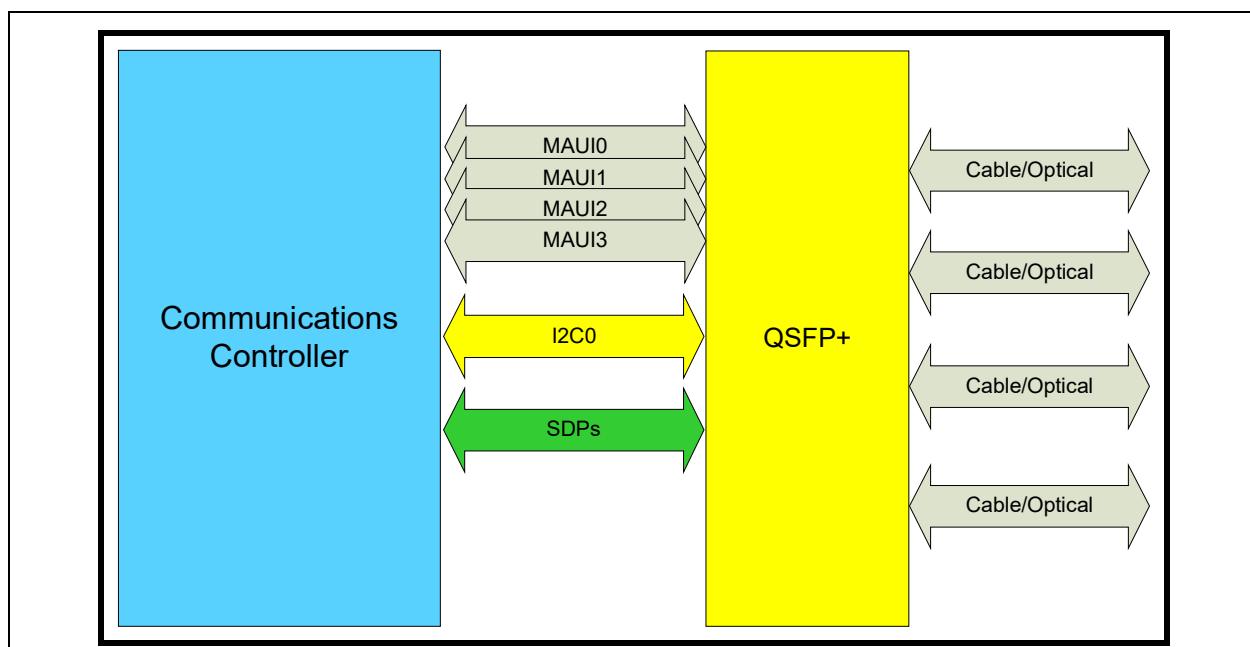 Communications
Controller
MAUI0
MAUI1
MAUI2
MAUI3
I2C0
SDPs
QSFP+
Cable/Optical
Cable/Optical
Cable/Optical
Cable/Optical